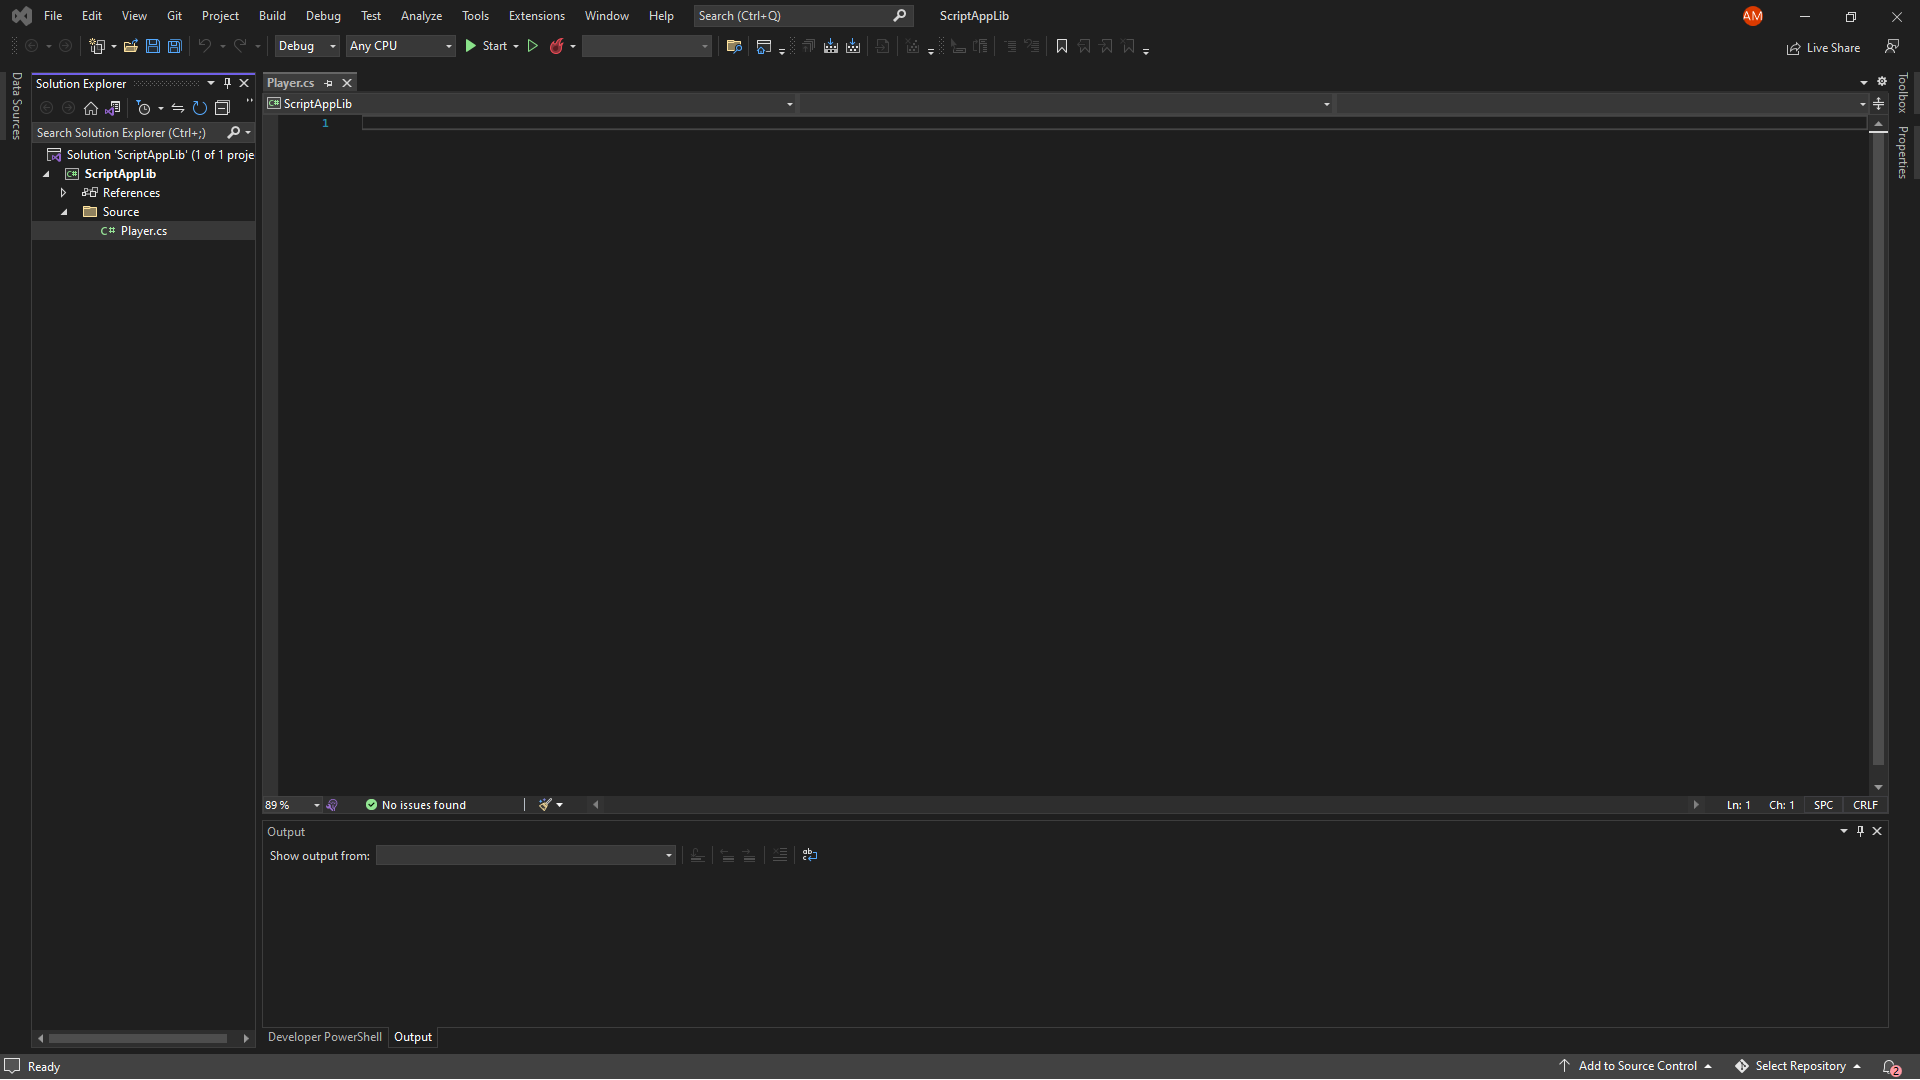 File Edit View Git Project Build Debug Test Analyze Tools Extensions Window Help Search (Ctrl+Q) ScriptAppLib AM
Debug Any CPU Start Live Share
Data Sources
Solution Explorer
Search Solution Explorer (Ctrl+;)
Solution 'ScriptAppLib' (1 of 1 proje
C# ScriptAppLib
References
Source
C# Player.cs
Player.cs
C# ScriptAppLib
1
Toolbox
Properties
89 % No issues found Ln: 1 Ch: 1 SPC CRLF
Output
Show output from:
Developer PowerShell Output
Ready Add to Source Control Select Repository 2